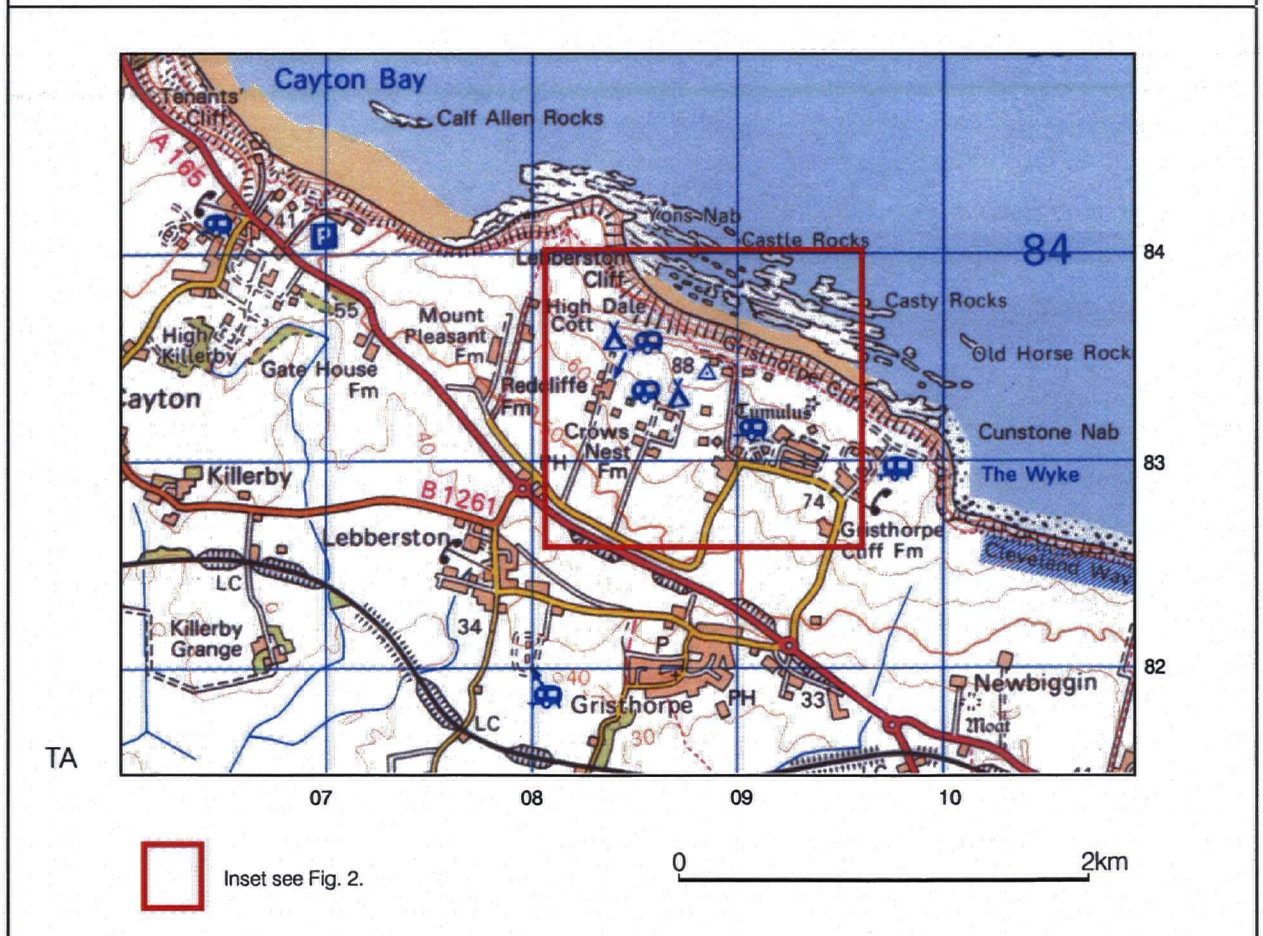 Cayton Bay
Tenants'
Cliff
Calf Allen Rocks
A 165
41
P
Yons Nab
Castle Rocks
84
84
Lebberston
Cliff
Casty Rocks
High Dale
Cott
Mount
Pleasant
Fm
55
High
Killerby
Gate House
Fm
60
88
Gristhorpe Cliff
Old Horse Rock
Redcliffe
Fm
Cayton
Tumulus
Crows
Nest
Fm
40
PH
Cunstone Nab
83
The Wyke
Killerby
B 1261
74
Lebberston
Gristhorpe
Cliff Fm
Cleveland Way
LC
34
Killerby
Grange
P
82
40
Gristhorpe
PH
33
Newbiggin
Moat
LC
30
LC
TA
07
08
09
10
0
2km
Inset see Fig. 2.